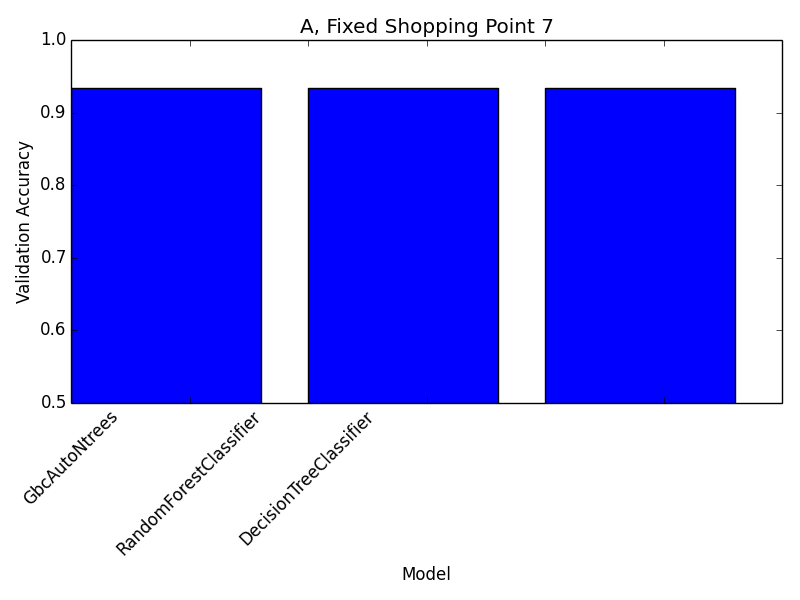 A, Fixed Shopping Point 7
1.0
0.9
0.8
0.7
0.6
0.5
Validation Accuracy
GbcAutoNtrees
RandomForestClassifier
DecisionTreeClassifier
Model